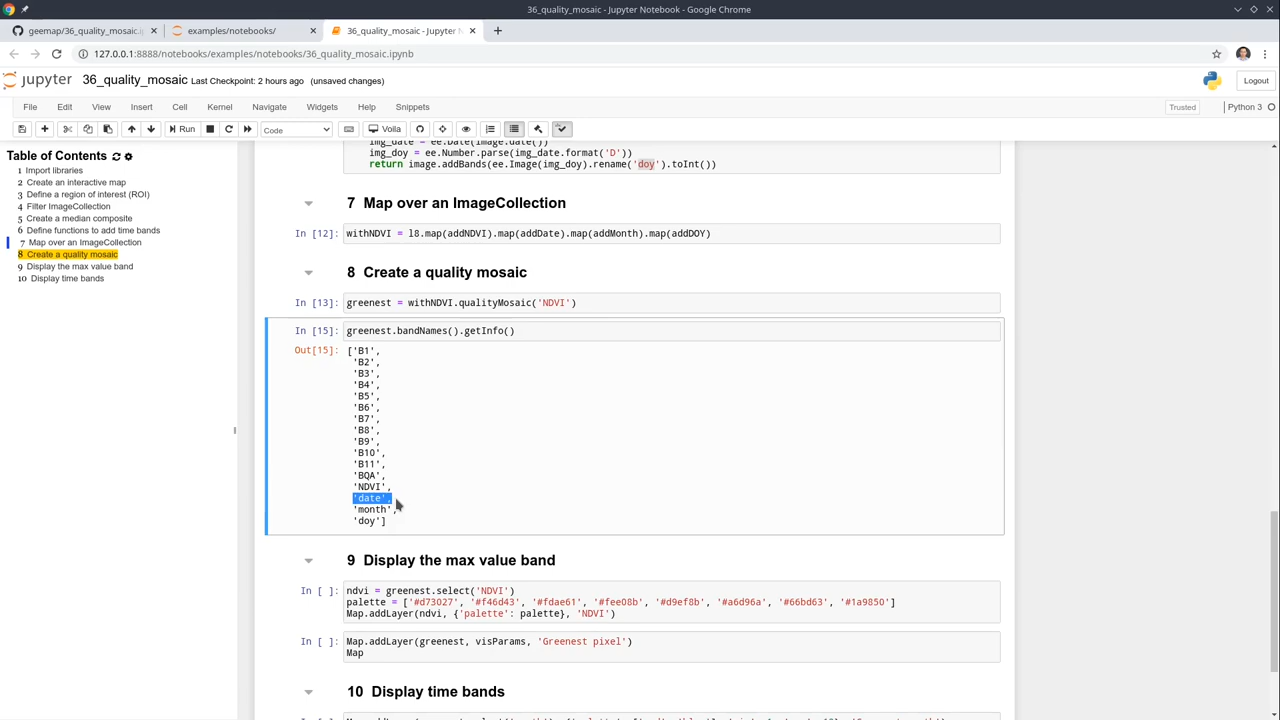 36_quality_mosaic - Jupyter Notebook - Google Chrome
geemap/36_quality_mosaic.i
examples/notebooks/
36_quality_mosaic - Jupyter N
127.0.0.1:8888/notebooks/examples/notebooks/36_quality_mosaic.ipynb
jupyter 36_quality_mosaic Last Checkpoint: 2 hours ago (unsaved changes)
Logout
File Edit View Insert Cell Kernel Navigate Widgets Help Snippets
Trusted Python 3
Run Code Voila
Table of Contents
1 Import libraries
2 Create an interactive map
3 Define a region of interest (ROI)
4 Filter ImageCollection
5 Create a median composite
6 Define functions to add time bands
7 Map over an ImageCollection
8 Create a quality mosaic
9 Display the max value band
10 Display time bands
img_date = ee.Date(image.date())
img_doy = ee.Number.parse(img_date.format('D'))
return image.addBands(ee.Image(img_doy).rename('doy').toInt())
7 Map over an ImageCollection
In [12]: withNDVI = l8.map(addNDVI).map(addDate).map(addMonth).map(addDOY)
8 Create a quality mosaic
In [13]: greenest = withNDVI.qualityMosaic('NDVI')
In [15]: greenest.bandNames().getInfo()
Out[15]: ['B1',
'B2',
'B3',
'B4',
'B5',
'B6',
'B7',
'B8',
'B9',
'B10',
'B11',
'BQA',
'NDVI',
'date',
'month',
'doy']
9 Display the max value band
In [ ]: ndvi = greenest.select('NDVI')
palette = ['#d73027', '#f46d43', '#fdae61', '#fee08b', '#d9ef8b', '#a6d96a', '#66bd63', '#1a9850']
Map.addLayer(ndvi, {'palette': palette}, 'NDVI')
In [ ]: Map.addLayer(greenest, visParams, 'Greenest pixel')
Map
10 Display time bands